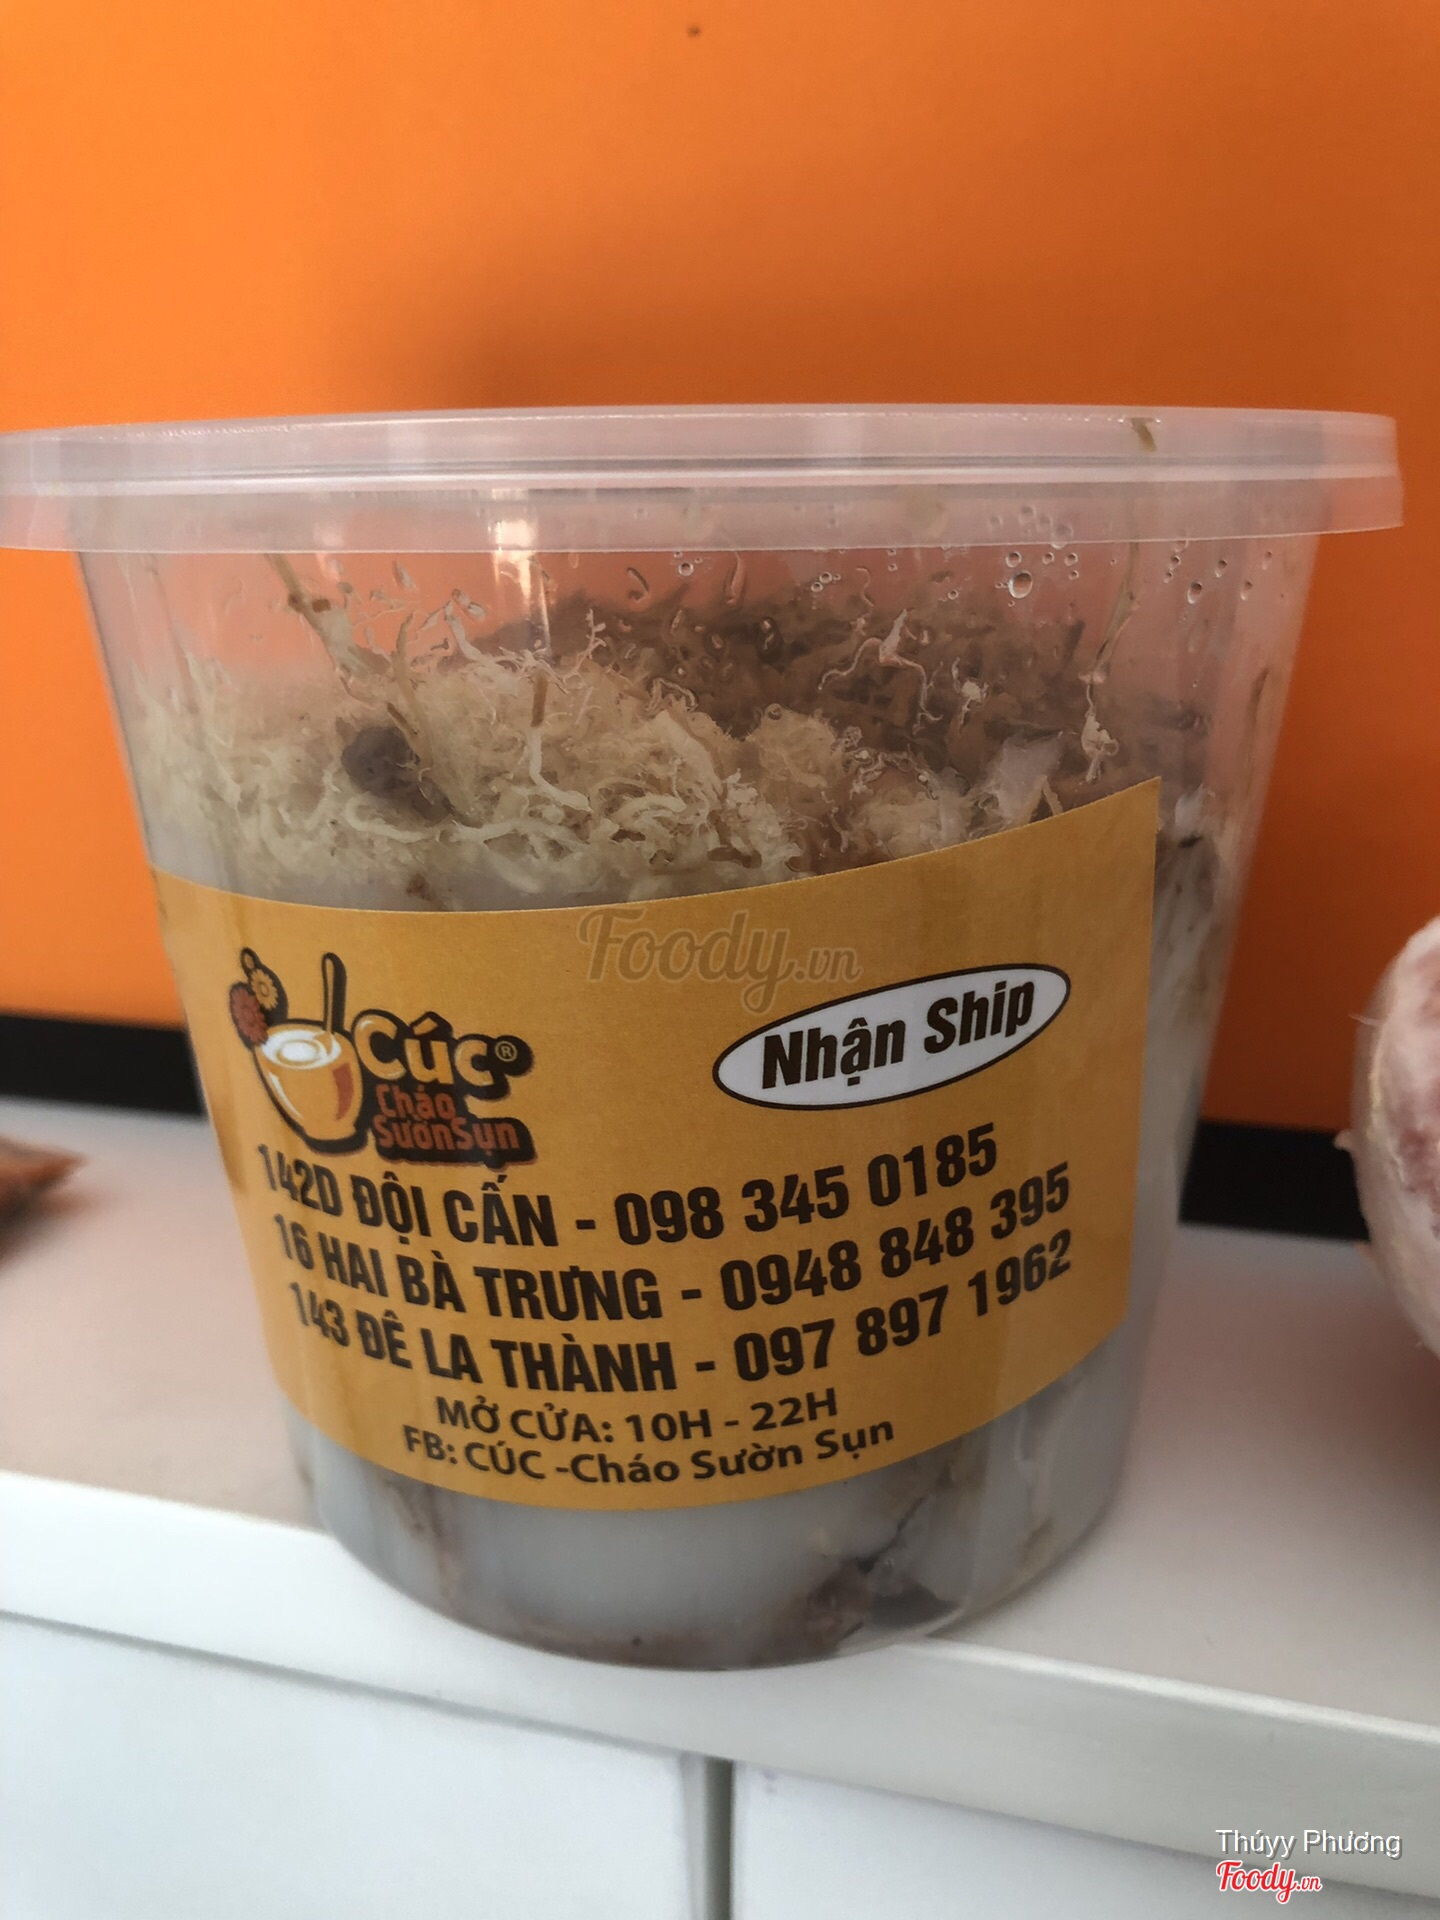 Foody.vn
Cúc®
Cháo
SườnSụn
Nhận Ship
142D ĐỘI CẤN - 098 345 0185
16 HAI BÀ TRƯNG - 0948 848 395
143 ĐÊ LA THÀNH - 097 897 1962
MỞ CỬA: 10H - 22H
FB: CÚC -Cháo Sườn Sụn
Thúyy Phương
Foody.vn